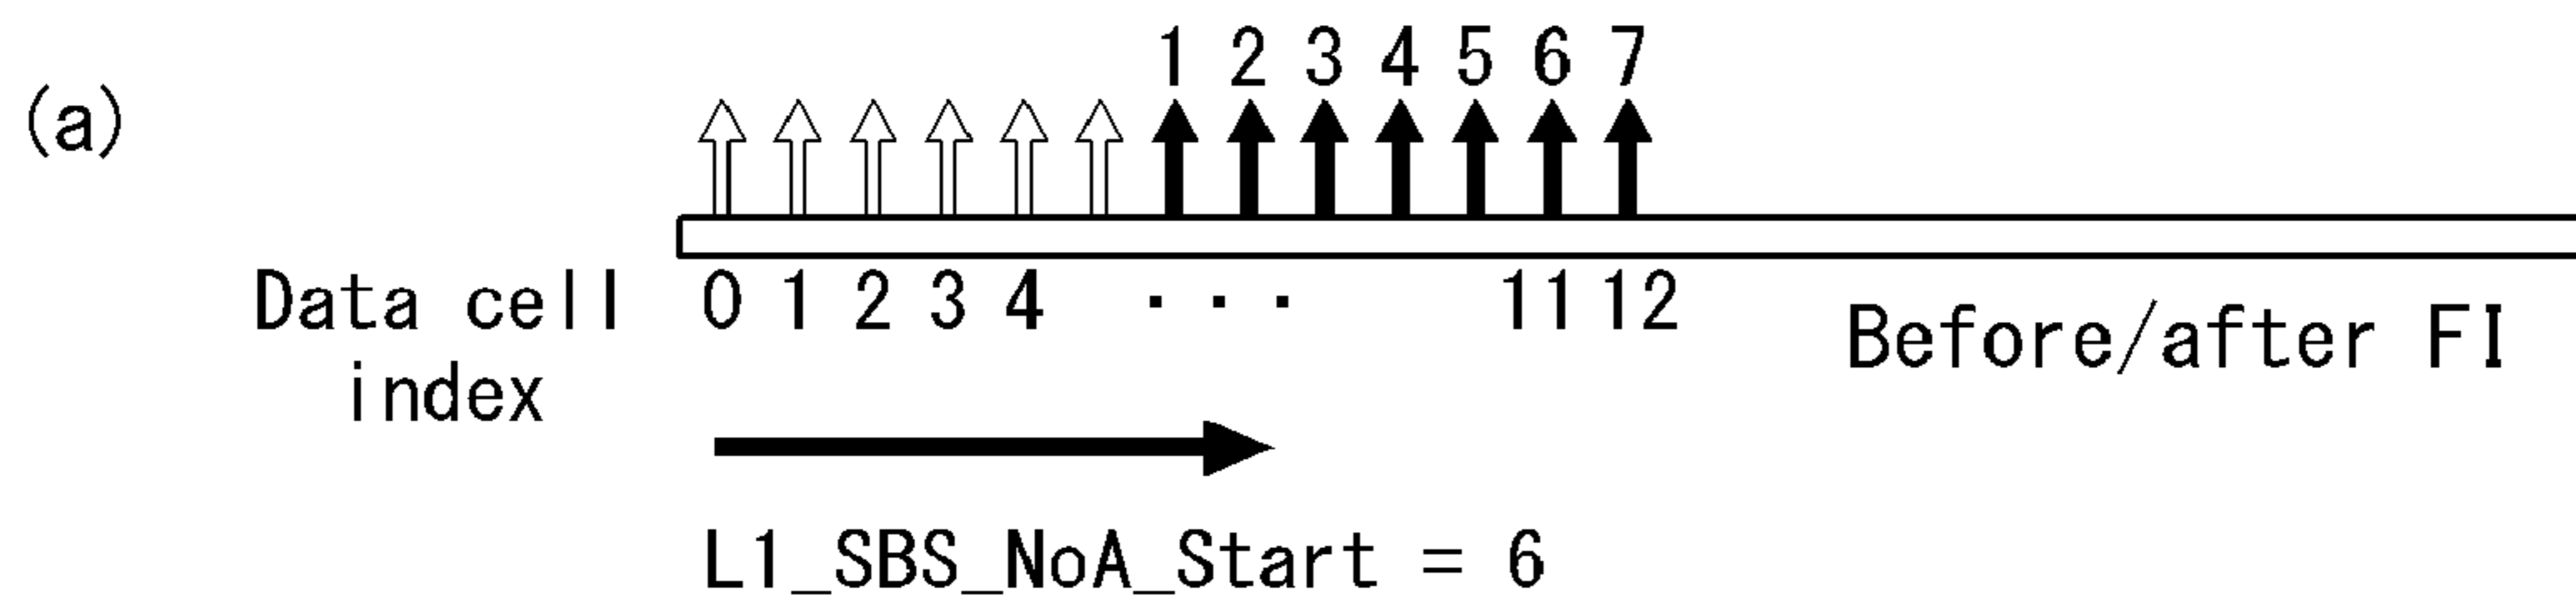 1 2 3 4 5 6 7
(a)
Data cell 0 1 2 3 4 ··· 11 12
index
Before/after FI
L1_SBS_NoA_Start = 6